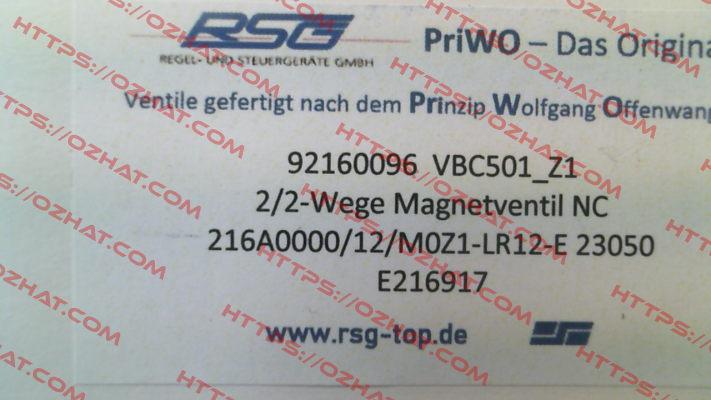 RSG PriWO – Das Origina
REGEL- UND STEUERGERÄTE GMBH
Ventile gefertigt nach dem Prinzip Wolfgang Offenwang
92160096 VBC501_Z1
2/2-Wege Magnetventil NC
216A0000/12/M0Z1-LR12-E 23050
E216917
www.rsg-top.de
HTTPS://OZHAT.COM